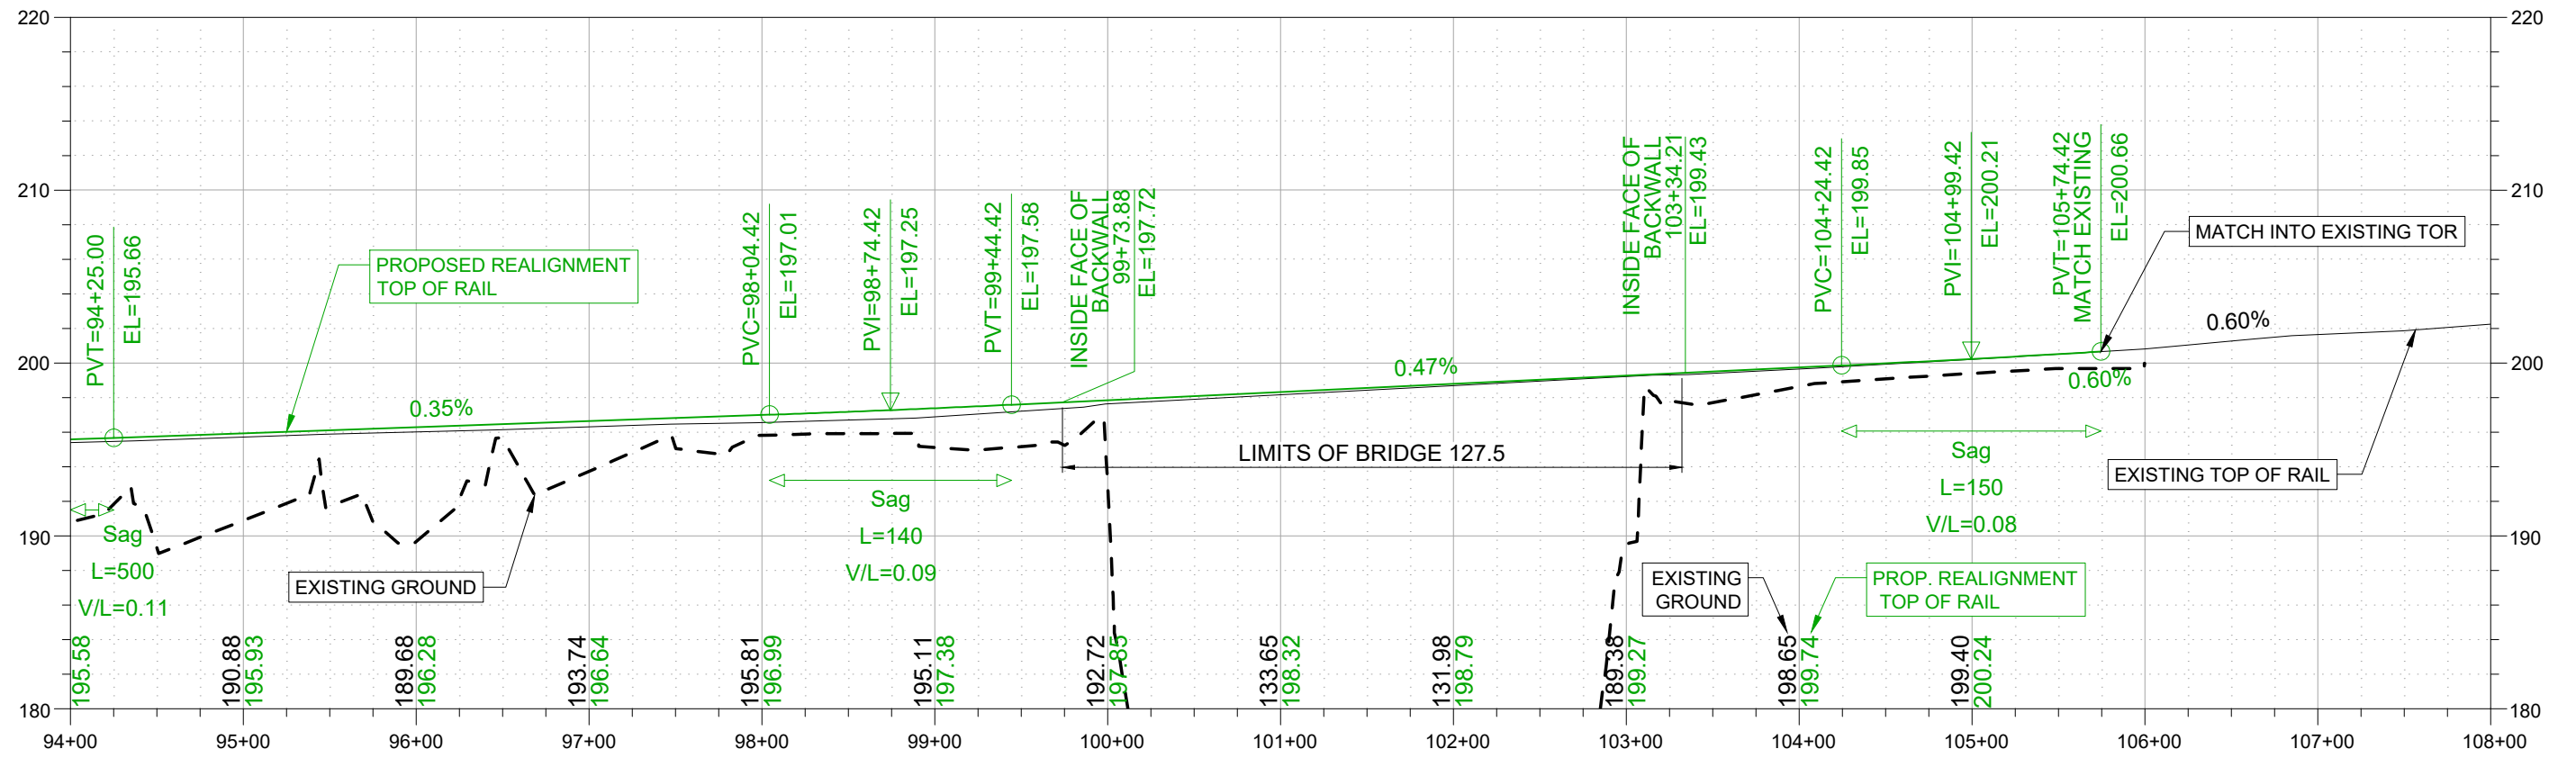 220
220
210
210
200
200
190
190
180
180
PVT=94+25.00
EL=195.66
PROPOSED REALIGNMENT
TOP OF RAIL
0.35%
PVC=98+04.42
EL=197.01
PVI=98+74.42
EL=197.25
PVT=99+44.42
EL=197.58
INSIDE FACE OF
BACKWALL
99+73.88
EL=197.72
0.47%
INSIDE FACE OF
BACKWALL
103+34.21
EL=199.43
PVC=104+24.42
EL=199.85
PVI=104+99.42
EL=200.21
PVT=105+74.42
MATCH EXISTING
EL=200.66
MATCH INTO EXISTING TOR
0.60%
0.60%
EXISTING TOP OF RAIL
LIMITS OF BRIDGE 127.5
Sag
L=500
V/L=0.11
EXISTING GROUND
Sag
L=140
V/L=0.09
Sag
L=150
V/L=0.08
EXISTING
GROUND
PROP. REALIGNMENT
TOP OF RAIL
195.58
190.88
195.93
189.68
196.28
193.74
196.64
195.81
196.99
195.11
197.38
192.72
197.85
133.65
198.32
131.98
198.79
189.38
199.27
198.65
199.74
199.40
200.24
94+00
95+00
96+00
97+00
98+00
99+00
100+00
101+00
102+00
103+00
104+00
105+00
106+00
107+00
108+00